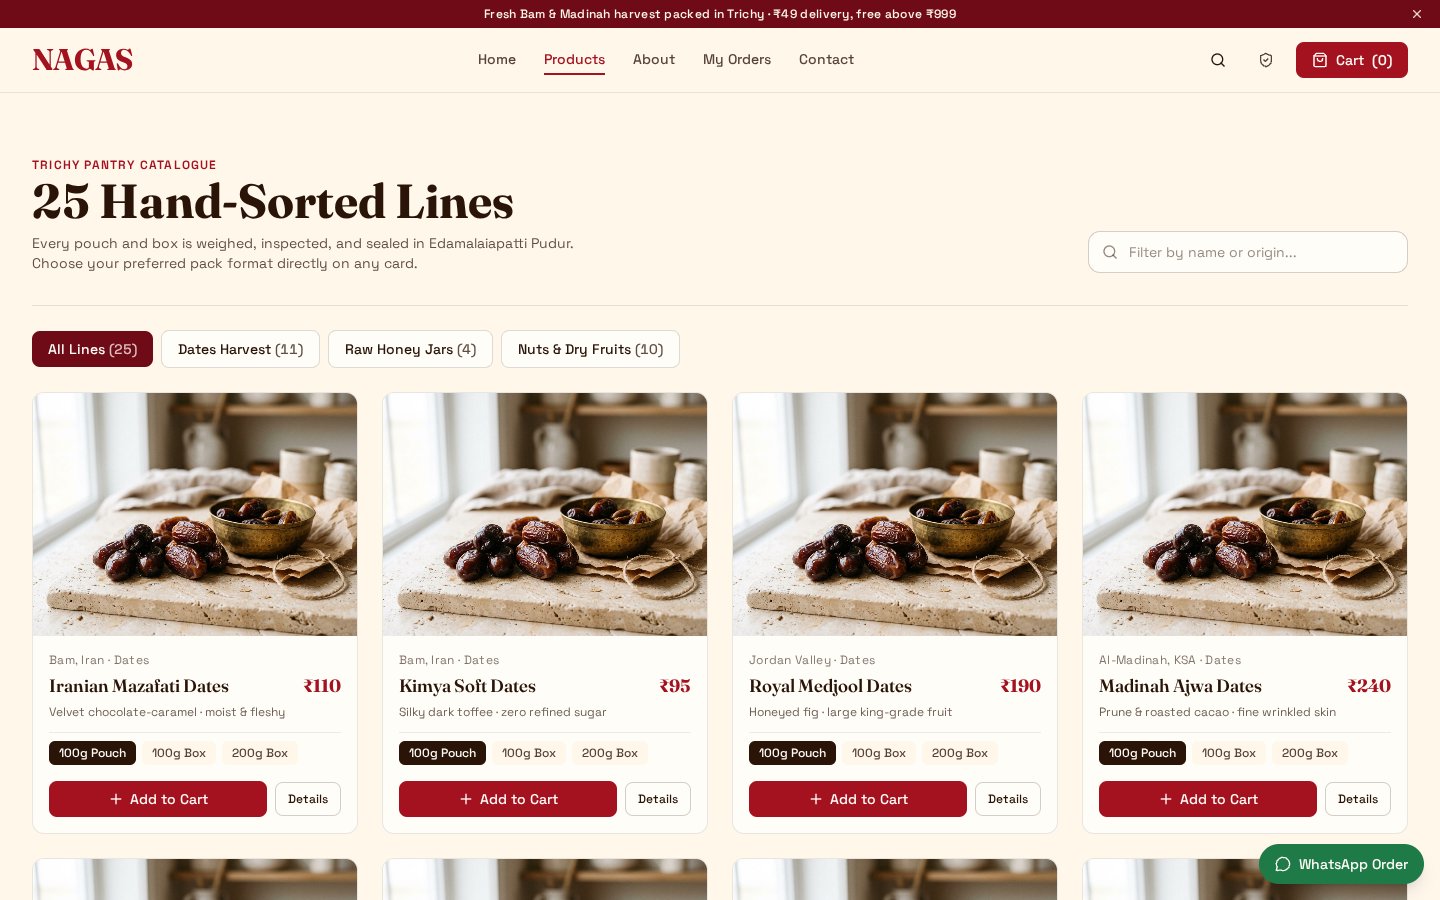 Fresh Bam & Madinah harvest packed in Trichy · ₹49 delivery, free above ₹999
NAGAS
Home
Products
About
My Orders
Contact
Cart (0)
TRICHY PANTRY CATALOGUE
25 Hand-Sorted Lines
Every pouch and box is weighed, inspected, and sealed in Edamalaiapatti Pudur.
Choose your preferred pack format directly on any card.
Filter by name or origin...
All Lines (25)
Dates Harvest (11)
Raw Honey Jars (4)
Nuts & Dry Fruits (10)
Bam, Iran · Dates
Iranian Mazafati Dates
₹110
Velvet chocolate-caramel · moist & fleshy
100g Pouch
100g Box
200g Box
Add to Cart
Details
Bam, Iran · Dates
Kimya Soft Dates
₹95
Silky dark toffee · zero refined sugar
100g Pouch
100g Box
200g Box
Add to Cart
Details
Jordan Valley · Dates
Royal Medjool Dates
₹190
Honeyed fig · large king-grade fruit
100g Pouch
100g Box
200g Box
Add to Cart
Details
Al-Madinah, KSA · Dates
Madinah Ajwa Dates
₹240
Prune & roasted cacao · fine wrinkled skin
100g Pouch
100g Box
200g Box
Add to Cart
Details
WhatsApp Order